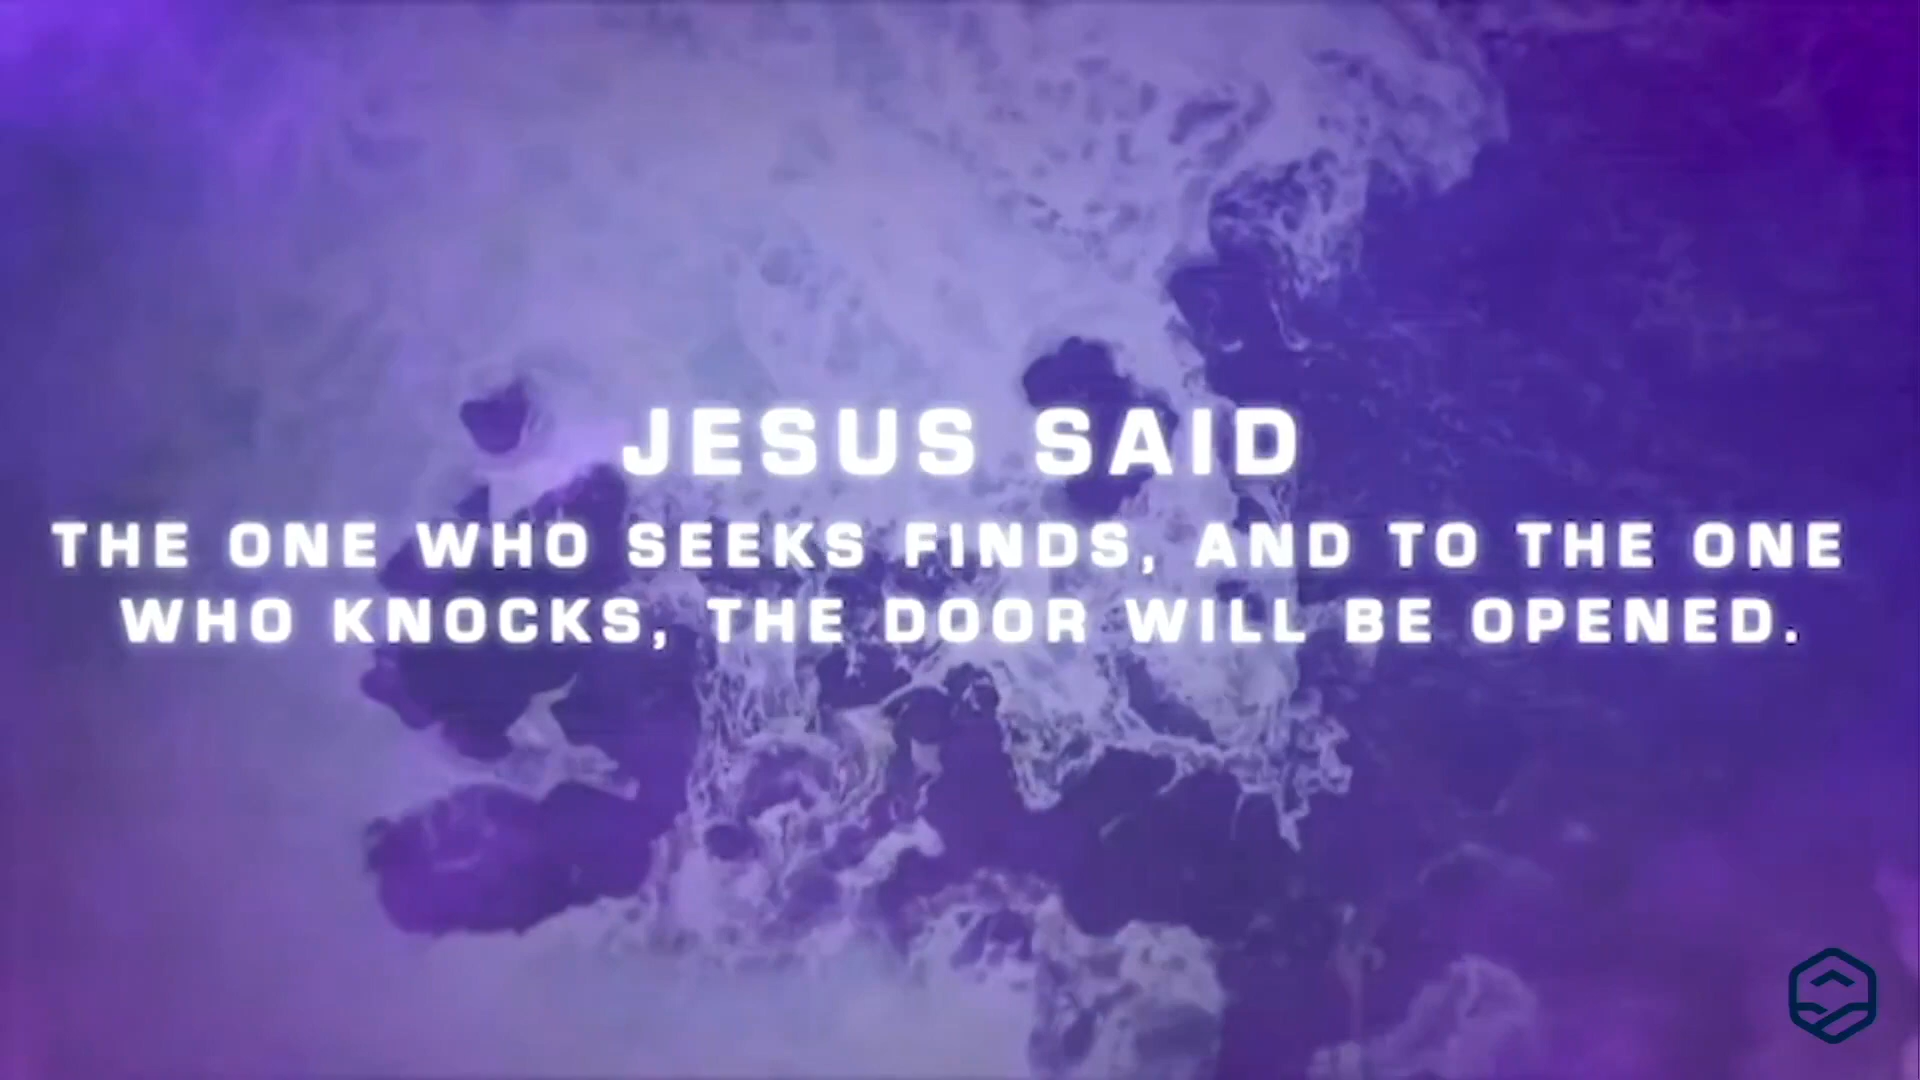 JESUS SAID
THE ONE WHO SEEKS FINDS, AND TO THE ONE
WHO KNOCKS, THE DOOR WILL BE OPENED.